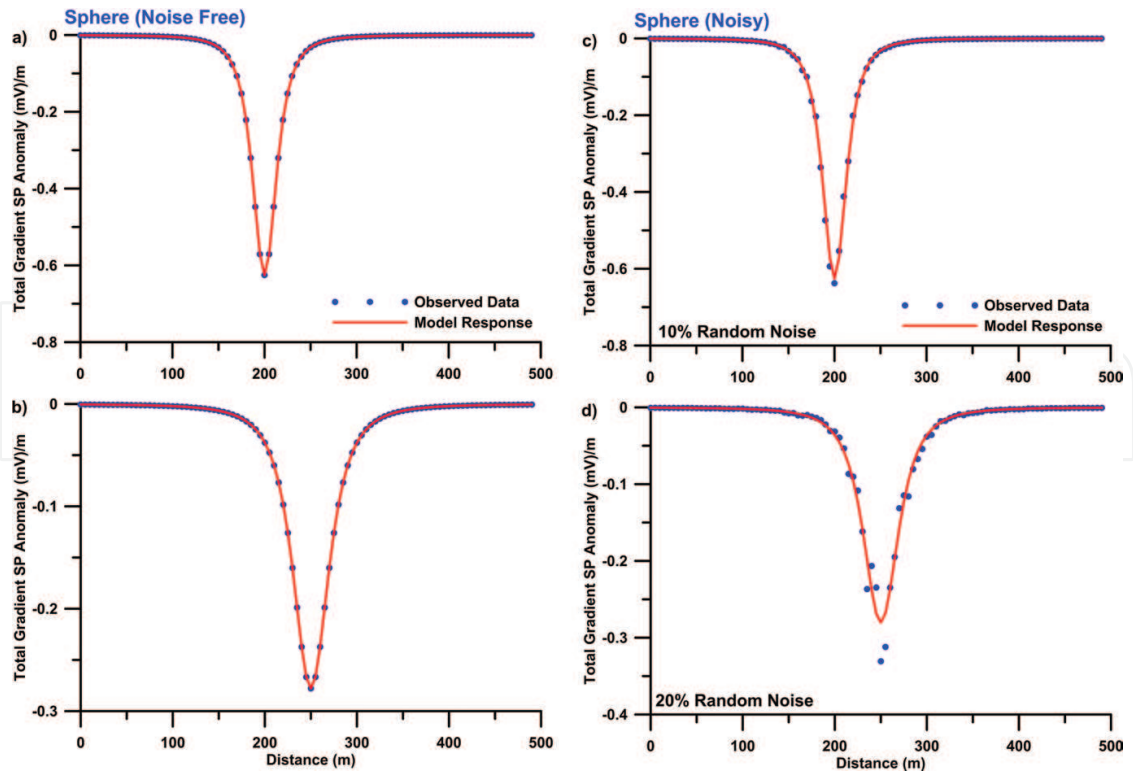 Sphere (Noise Free)
a)
0
-0.2
-0.4
-0.6
-0.8
Total Gradient SP Anomaly (mV)/m
Observed Data
Model Response
0 100 200 300 400 500
b)
0
-0.1
-0.2
-0.3
Total Gradient SP Anomaly (mV)/m
0 100 200 300 400 500
Distance (m)
Sphere (Noisy)
c)
0
-0.2
-0.4
-0.6
-0.8
Total Gradient SP Anomaly (mV)/m
Observed Data
Model Response
10% Random Noise
0 100 200 300 400 500
d)
0
-0.1
-0.2
-0.3
-0.4
Total Gradient SP Anomaly (mV)/m
20% Random Noise
0 100 200 300 400 500
Distance (m)